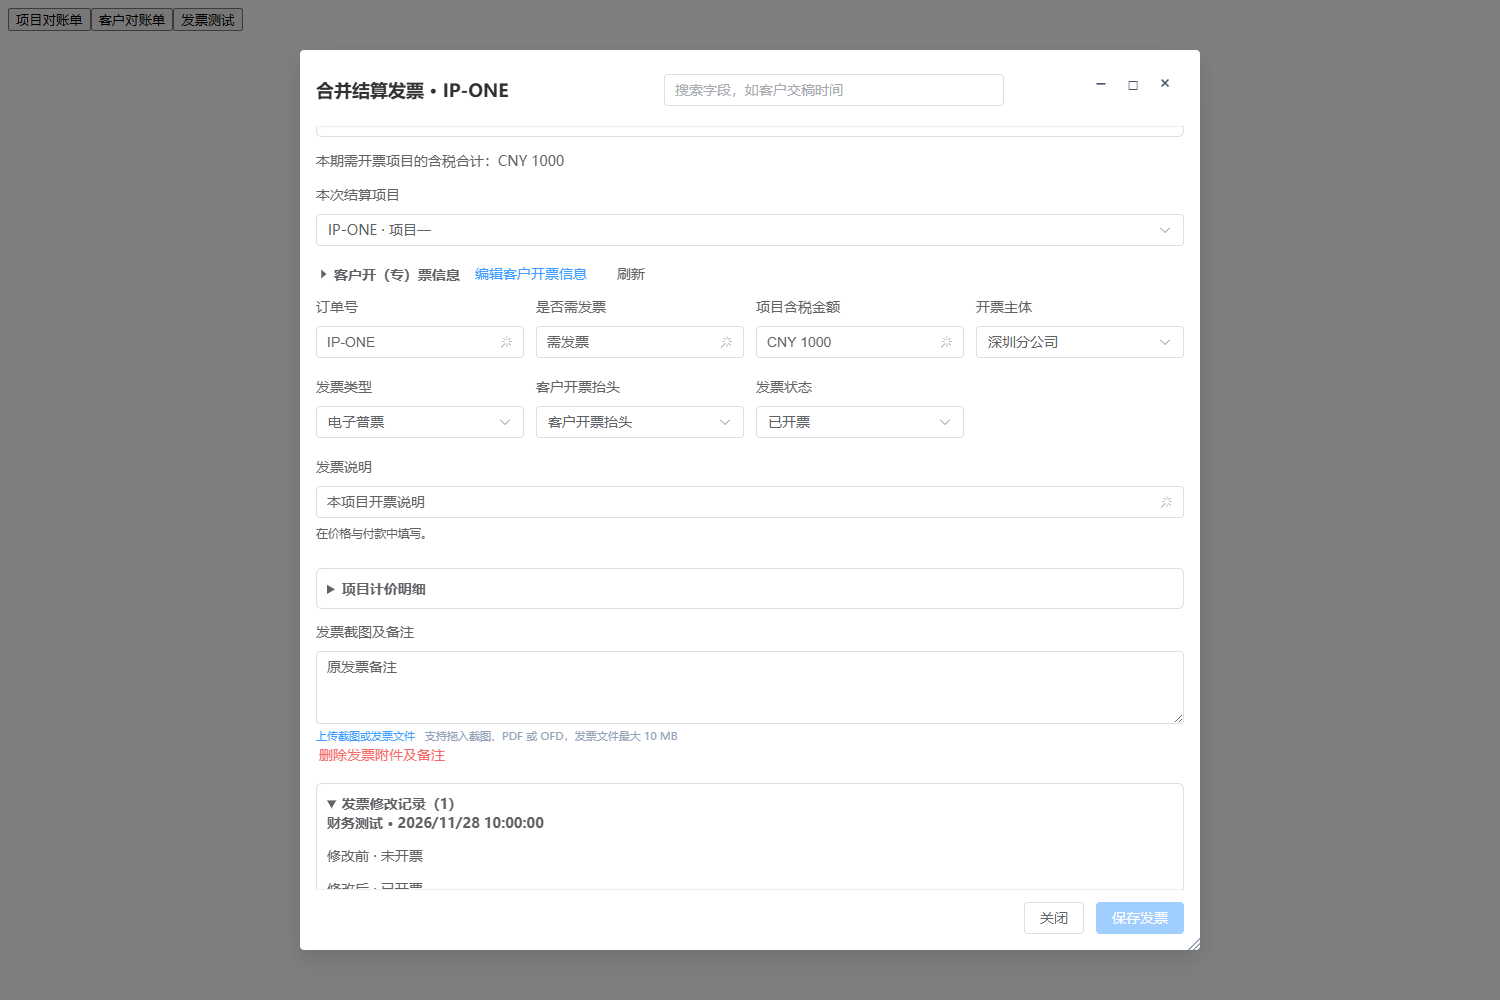 项目对账单 客户对账单 发票测试
合并结算发票 • IP-ONE
搜索字段，如客户交稿时间
本期需开票项目的含税合计：CNY 1000
本次结算项目
IP-ONE · 项目一
客户开（专）票信息 编辑客户开票信息 刷新
订单号 是否需发票 项目含税金额 开票主体
IP-ONE 需发票 CNY 1000 深圳分公司
发票类型 客户开票抬头 发票状态
电子普票 客户开票抬头 已开票
发票说明
本项目开票说明
在价格与付款中填写。
项目计价明细
发票截图及备注
原发票备注
上传截图或发票文件 支持拖入截图、PDF 或 OFD，发票文件最大 10 MB
删除发票附件及备注
发票修改记录（1）
财务测试 • 2026/11/28 10:00:00
修改前 · 未开票
修改后 · 已开票
关闭 保存发票